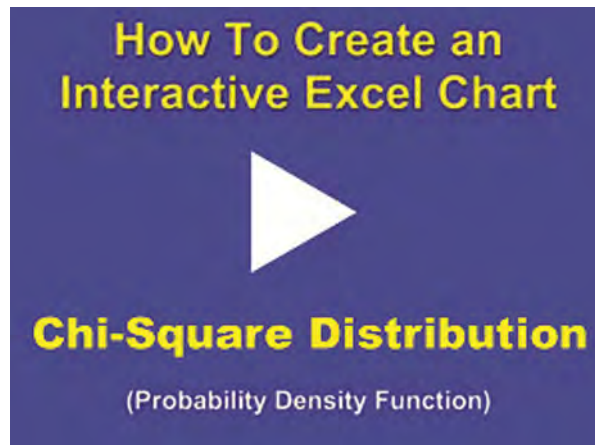 How To Create an
Interactive Excel Chart
Chi-Square Distribution
(Probability Density Function)